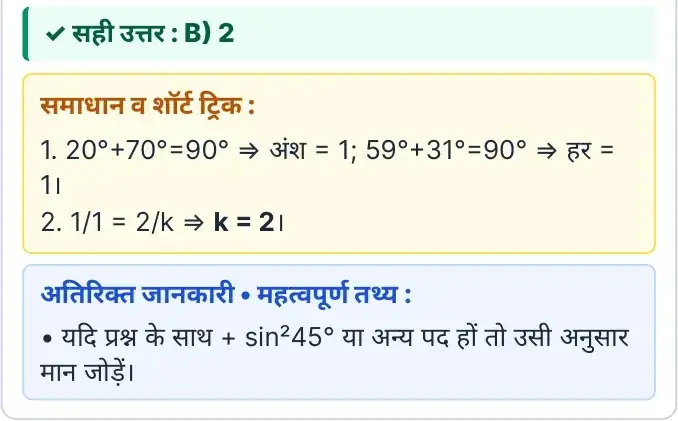 ✓ सही उत्तर : B) 2
समाधान व शॉर्ट ट्रिक :
1. 20°+70°=90° ⇒ अंश = 1; 59°+31°=90° ⇒ हर =
1।
2. 1/1 = 2/k ⇒ k = 2।
अतिरिक्त जानकारी • महत्वपूर्ण तथ्य :
• यदि प्रश्न के साथ + sin²45° या अन्य पद हों तो उसी अनुसार
मान जोड़ें।